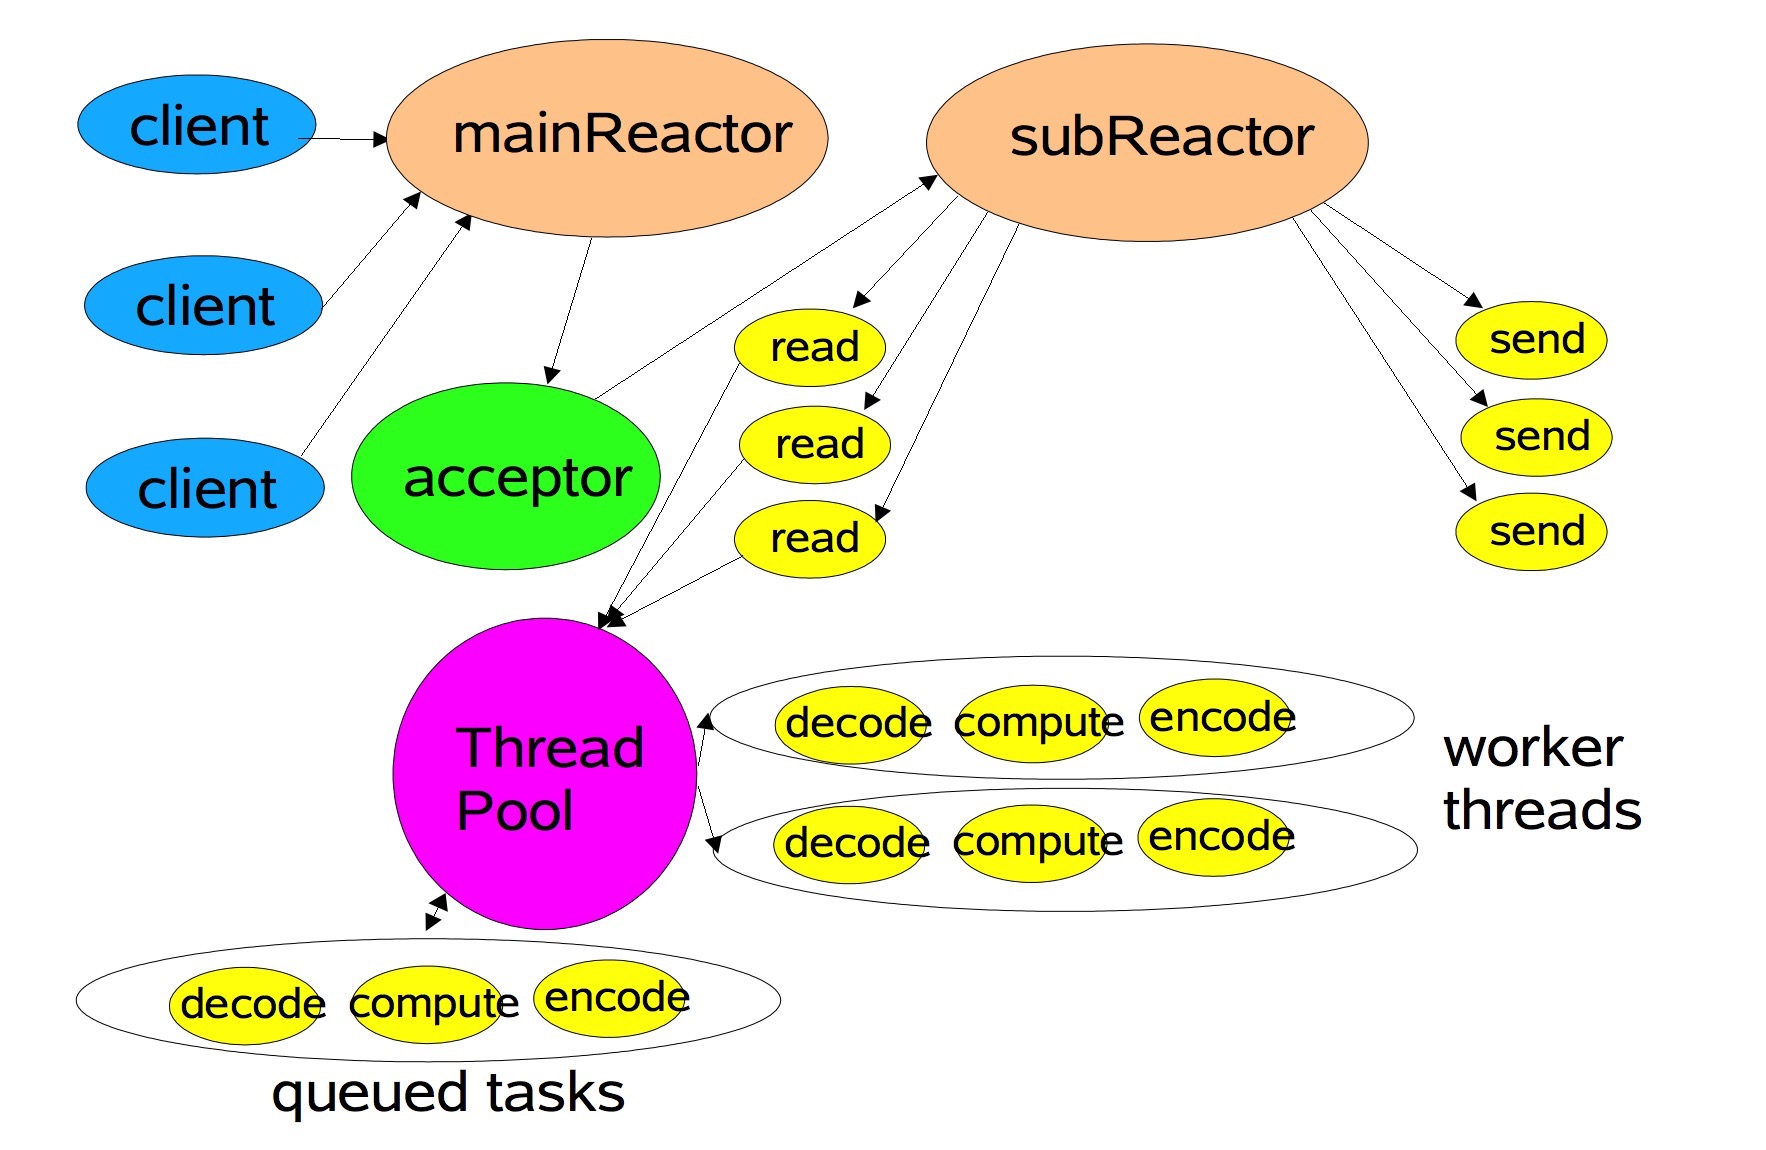 client
mainReactor
subReactor
client
client
acceptor
read
read
read
send
send
send
Thread
Pool
decode compute encode
decode compute encode
worker
threads
decode compute encode
queued tasks